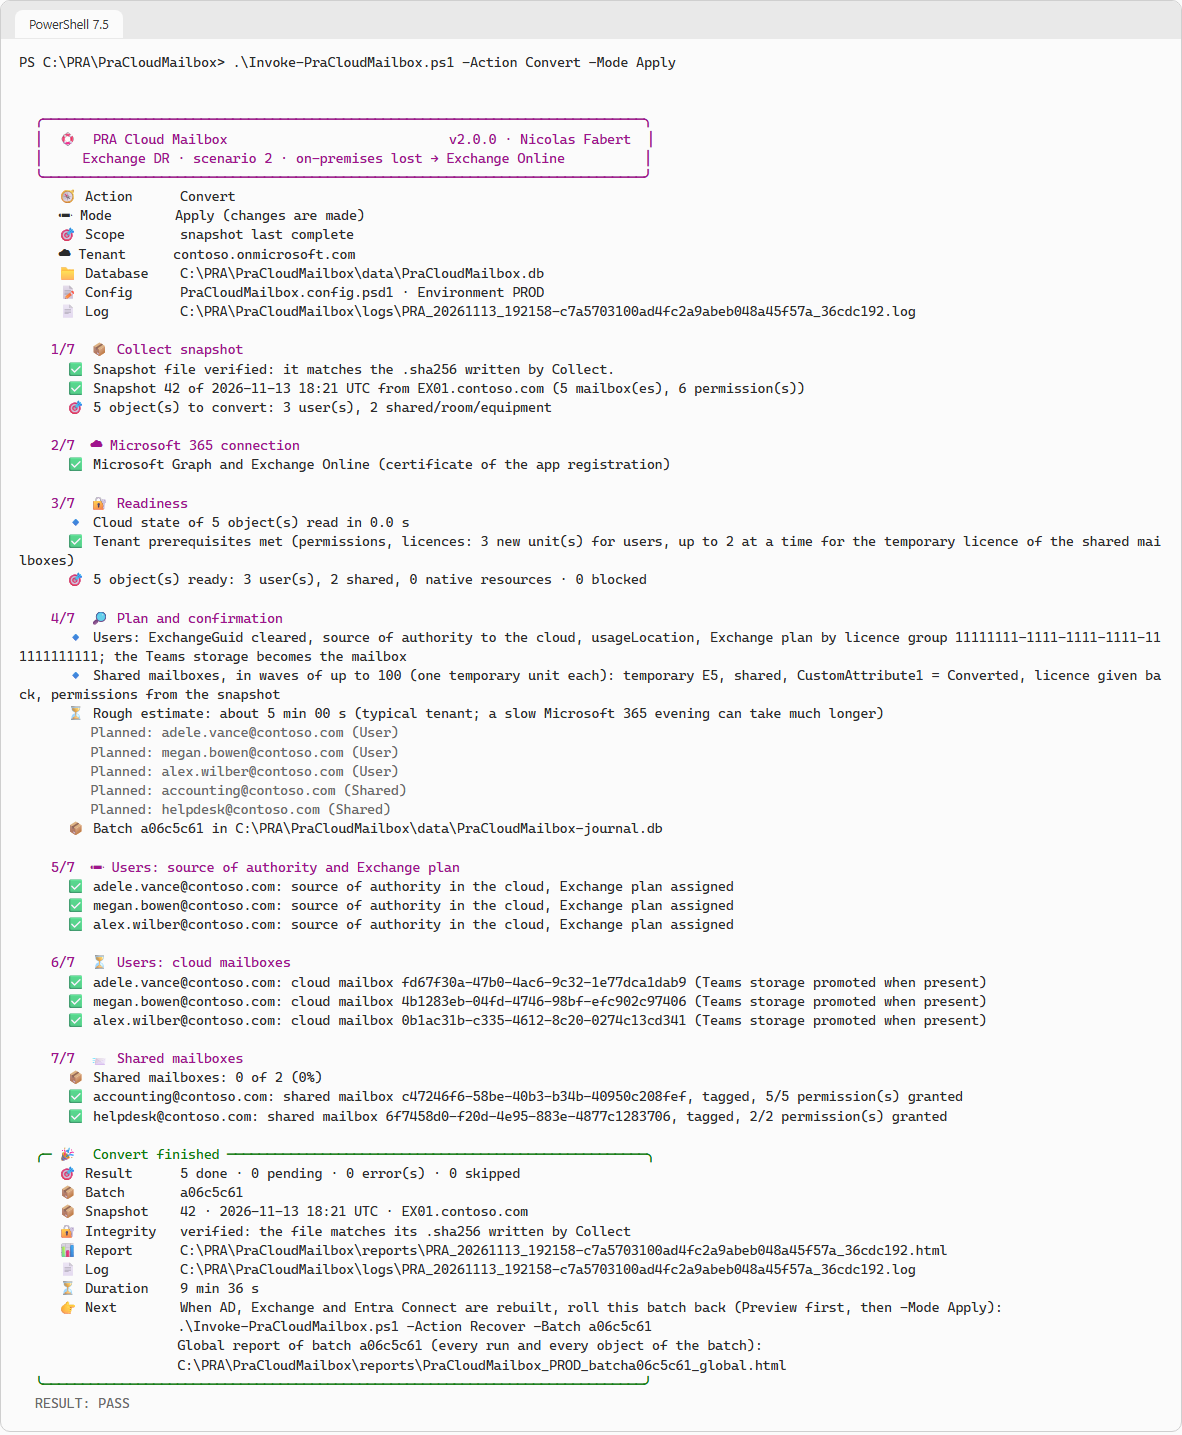 PowerShell 7.5
PS C:\PRA\PraCloudMailbox> .\Invoke-PraCloudMailbox.ps1 -Action Convert -Mode Apply
PRA Cloud Mailbox v2.0.0 · Nicolas Fabert
Exchange DR · scenario 2 · on-premises lost → Exchange Online
Action Convert
Mode Apply (changes are made)
Scope snapshot last complete
Tenant contoso.onmicrosoft.com
Database C:\PRA\PraCloudMailbox\data\PraCloudMailbox.db
Config PraCloudMailbox.config.psd1 · Environment PROD
Log C:\PRA\PraCloudMailbox\logs\PRA_20261113_192158-c7a5703100ad4fc2a9abeb048a45f57a_36cdc192.log
1/7 Collect snapshot
Snapshot file verified: it matches the .sha256 written by Collect.
Snapshot 42 of 2026-11-13 18:21 UTC from EX01.contoso.com (5 mailbox(es), 6 permission(s))
5 object(s) to convert: 3 user(s), 2 shared/room/equipment
2/7 Microsoft 365 connection
Microsoft Graph and Exchange Online (certificate of the app registration)
3/7 Readiness
Cloud state of 5 object(s) read in 0.0 s
Tenant prerequisites met (permissions, licences: 3 new unit(s) for users, up to 2 at a time for the temporary licence of the shared mai
lboxes)
5 object(s) ready: 3 user(s), 2 shared, 0 native resources · 0 blocked
4/7 Plan and confirmation
Users: ExchangeGuid cleared, source of authority to the cloud, usageLocation, Exchange plan by licence group 11111111-1111-1111-1111-11
1111111111; the Teams storage becomes the mailbox
Shared mailboxes, in waves of up to 100 (one temporary unit each): temporary E5, shared, CustomAttribute1 = Converted, licence given ba
ck, permissions from the snapshot
Rough estimate: about 5 min 00 s (typical tenant; a slow Microsoft 365 evening can take much longer)
Planned: adele.vance@contoso.com (User)
Planned: megan.bowen@contoso.com (User)
Planned: alex.wilber@contoso.com (User)
Planned: accounting@contoso.com (Shared)
Planned: helpdesk@contoso.com (Shared)
Batch a06c5c61 in C:\PRA\PraCloudMailbox\data\PraCloudMailbox-journal.db
5/7 Users: source of authority and Exchange plan
adele.vance@contoso.com: source of authority in the cloud, Exchange plan assigned
megan.bowen@contoso.com: source of authority in the cloud, Exchange plan assigned
alex.wilber@contoso.com: source of authority in the cloud, Exchange plan assigned
6/7 Users: cloud mailboxes
adele.vance@contoso.com: cloud mailbox fd67f30a-47b0-4ac6-9c32-1e77dca1dab9 (Teams storage promoted when present)
megan.bowen@contoso.com: cloud mailbox 4b1283eb-04fd-4746-98bf-efc902c97406 (Teams storage promoted when present)
alex.wilber@contoso.com: cloud mailbox 0b1ac31b-c335-4612-8c20-0274c13cd341 (Teams storage promoted when present)
7/7 Shared mailboxes
Shared mailboxes: 0 of 2 (0%)
accounting@contoso.com: shared mailbox c47246f6-58be-40b3-b34b-40950c208fef, tagged, 5/5 permission(s) granted
helpdesk@contoso.com: shared mailbox 6f7458d0-f20d-4e95-883e-4877c1283706, tagged, 2/2 permission(s) granted
Convert finished
Result 5 done · 0 pending · 0 error(s) · 0 skipped
Batch a06c5c61
Snapshot 42 · 2026-11-13 18:21 UTC · EX01.contoso.com
Integrity verified: the file matches its .sha256 written by Collect
Report C:\PRA\PraCloudMailbox\reports\PRA_20261113_192158-c7a5703100ad4fc2a9abeb048a45f57a_36cdc192.html
Log C:\PRA\PraCloudMailbox\logs\PRA_20261113_192158-c7a5703100ad4fc2a9abeb048a45f57a_36cdc192.log
Duration 9 min 36 s
Next When AD, Exchange and Entra Connect are rebuilt, roll this batch back (Preview first, then -Mode Apply):
.\Invoke-PraCloudMailbox.ps1 -Action Recover -Batch a06c5c61
Global report of batch a06c5c61 (every run and every object of the batch):
C:\PRA\PraCloudMailbox\reports\PraCloudMailbox_PROD_batcha06c5c61_global.html
RESULT: PASS